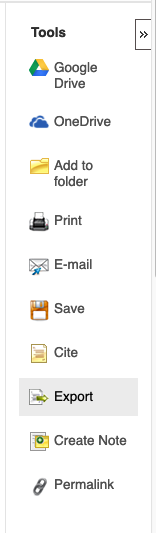 Tools
»
Google
Drive
OneDrive
Add to
folder
Print
E-mail
Save
Cite
Export
Create Note
Permalink